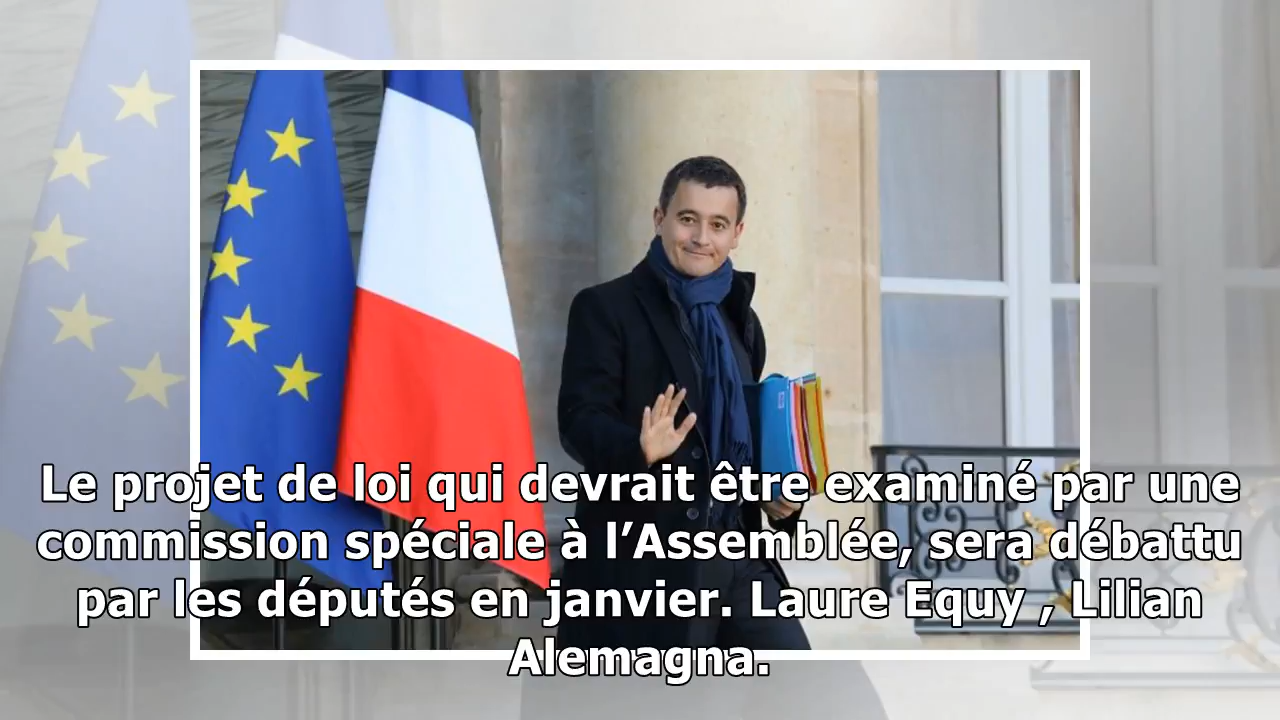 Le projet de loi qui devrait être examiné par une
commission spéciale à l’Assemblée, sera débattu
par les députés en janvier. Laure Equy , Lilian
Alemagna.